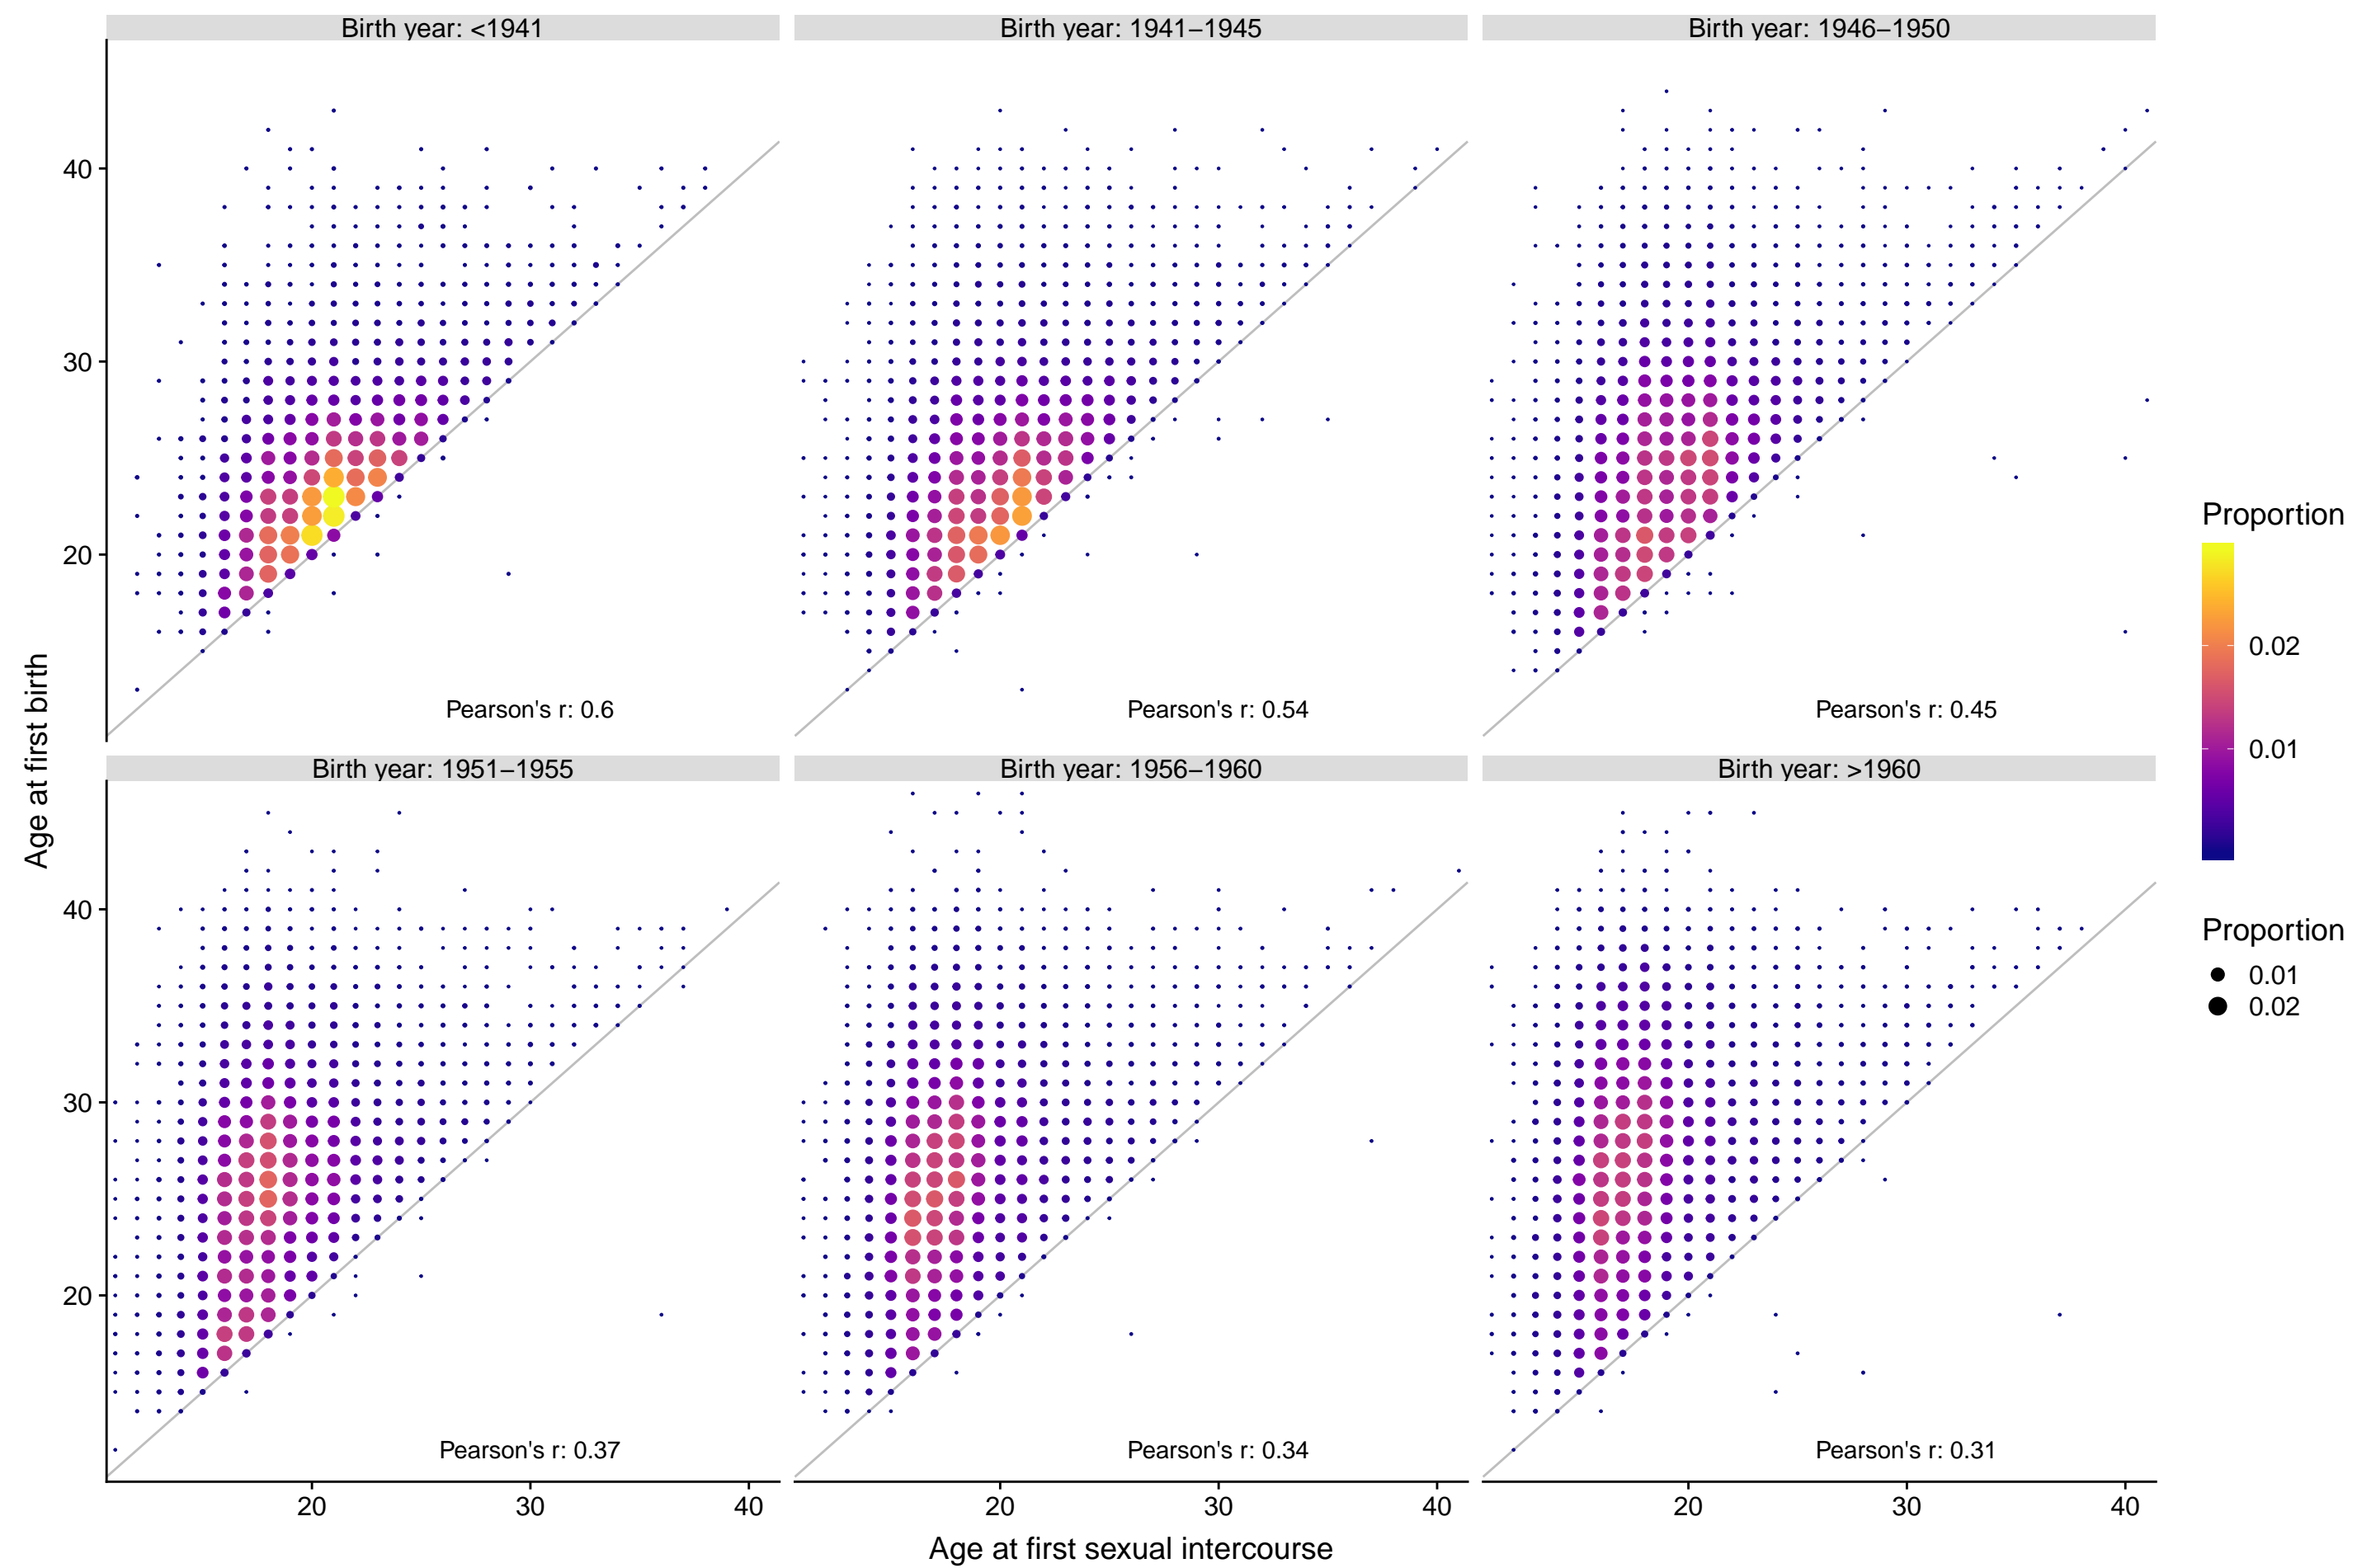 Birth year: <1941
Birth year: 1941–1945
Birth year: 1946–1950
40
30
20
Pearson's r: 0.6
Pearson's r: 0.54
Pearson's r: 0.45
Birth year: 1951–1955
Birth year: 1956–1960
Birth year: >1960
40
30
20
Pearson's r: 0.37
Pearson's r: 0.34
Pearson's r: 0.31
20 30 40
20 30 40
20 30 40
Age at first sexual intercourse
Age at first birth
Proportion
0.02
0.01
Proportion
0.01
0.02